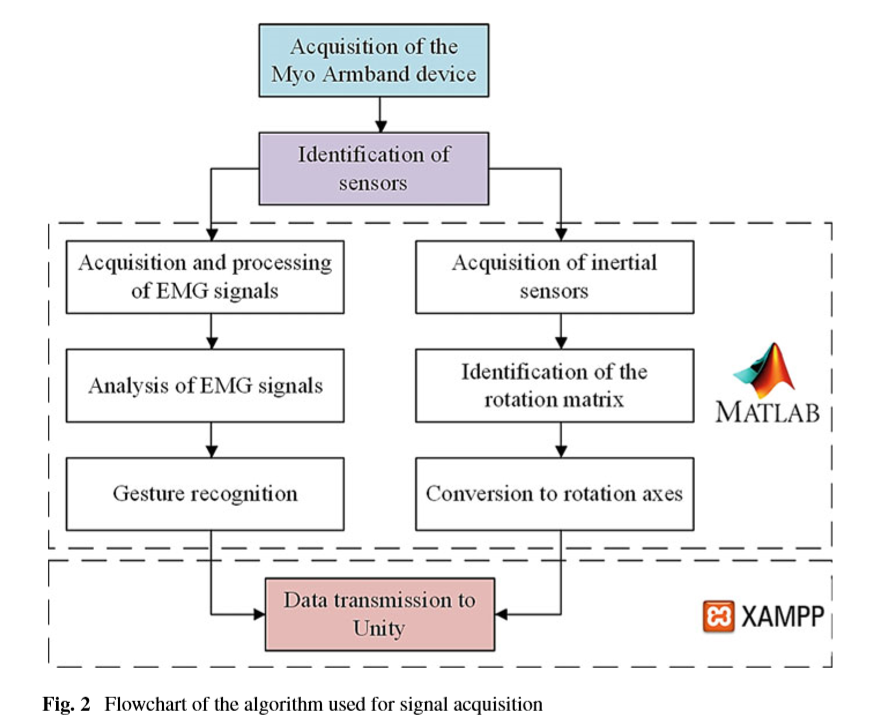 Acquisition of the
Myo Armband device
Identification of
sensors
Acquisition and processing
of EMG signals
Acquisition of inertial
sensors
Analysis of EMG signals
Identification of the
rotation matrix
MATLAB
Gesture recognition
Conversion to rotation axes
Data transmission to
Unity
XAMPP
Fig. 2 Flowchart of the algorithm used for signal acquisition